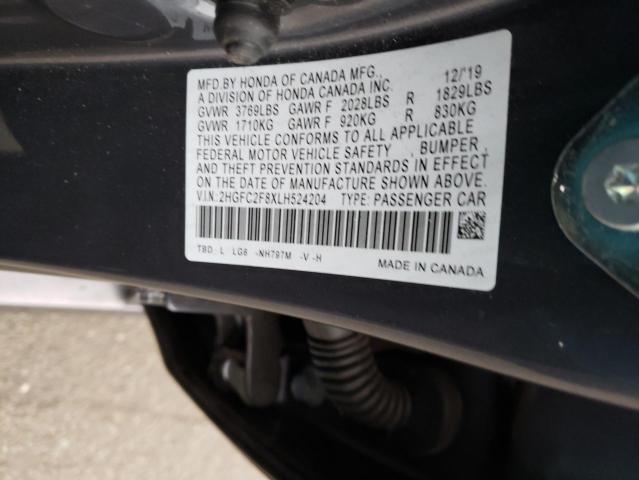 MFD.BY HONDA OF CANADA MFG., 12/'19
A DIVISION OF HONDA CANADA INC.
GVWR 3769LBS GAWR F 2028LBS R 1829LBS
GVWR 1710KG GAWR F 920KG R 830KG
THIS VEHICLE CONFORMS TO ALL APPLICABLE
FEDERAL MOTOR VEHICLE SAFETY , BUMPER,
AND THEFT PREVENTION STANDARDS IN EFFECT
ON THE DATE OF MANUFACTURE SHOWN ABOVE.
V.I.N.:2HGFC2F8XLH524204 TYPE: PASSENGER CAR
TBD L LG6 -NH797M -V -H
MADE IN CANADA